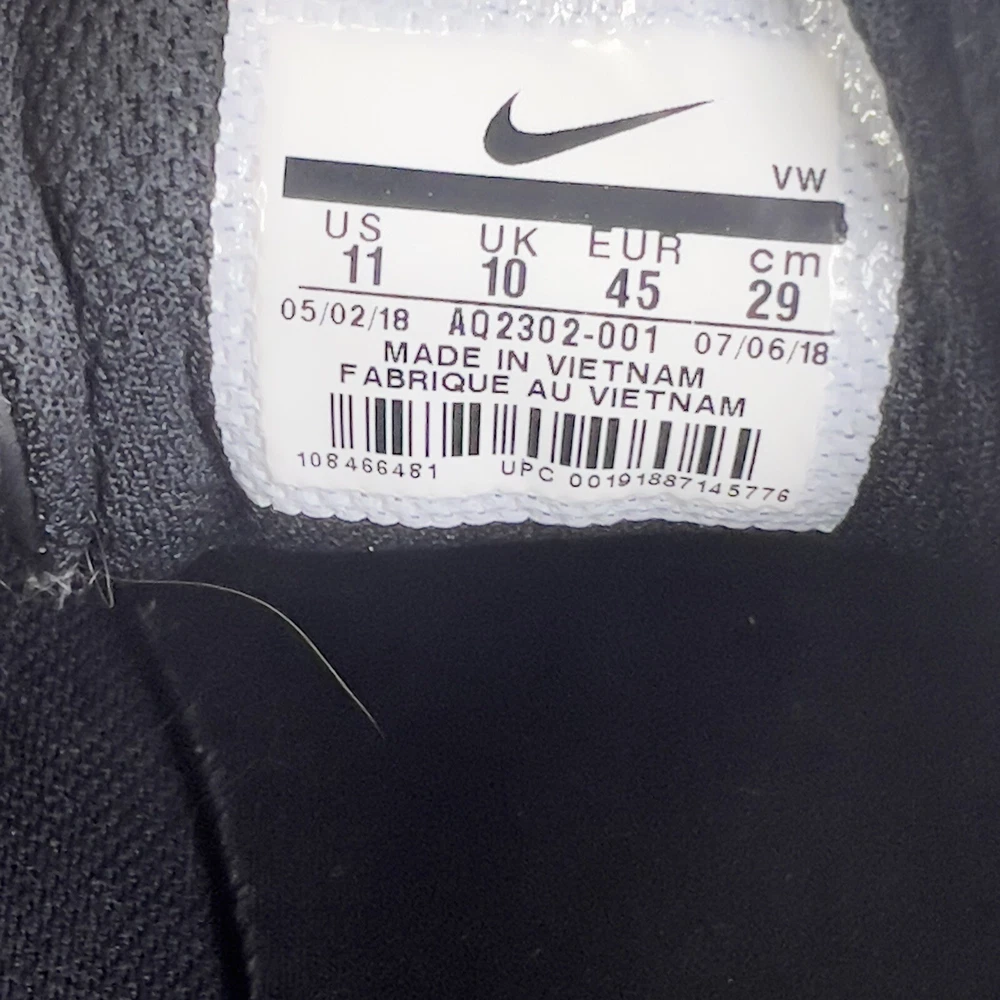 VW
US UK EUR cm
11 10 45 29
05/02/18 AQ2302-001 07/06/18
MADE IN VIETNAM
FABRIQUE AU VIETNAM
108466481 UPC 00191887145776